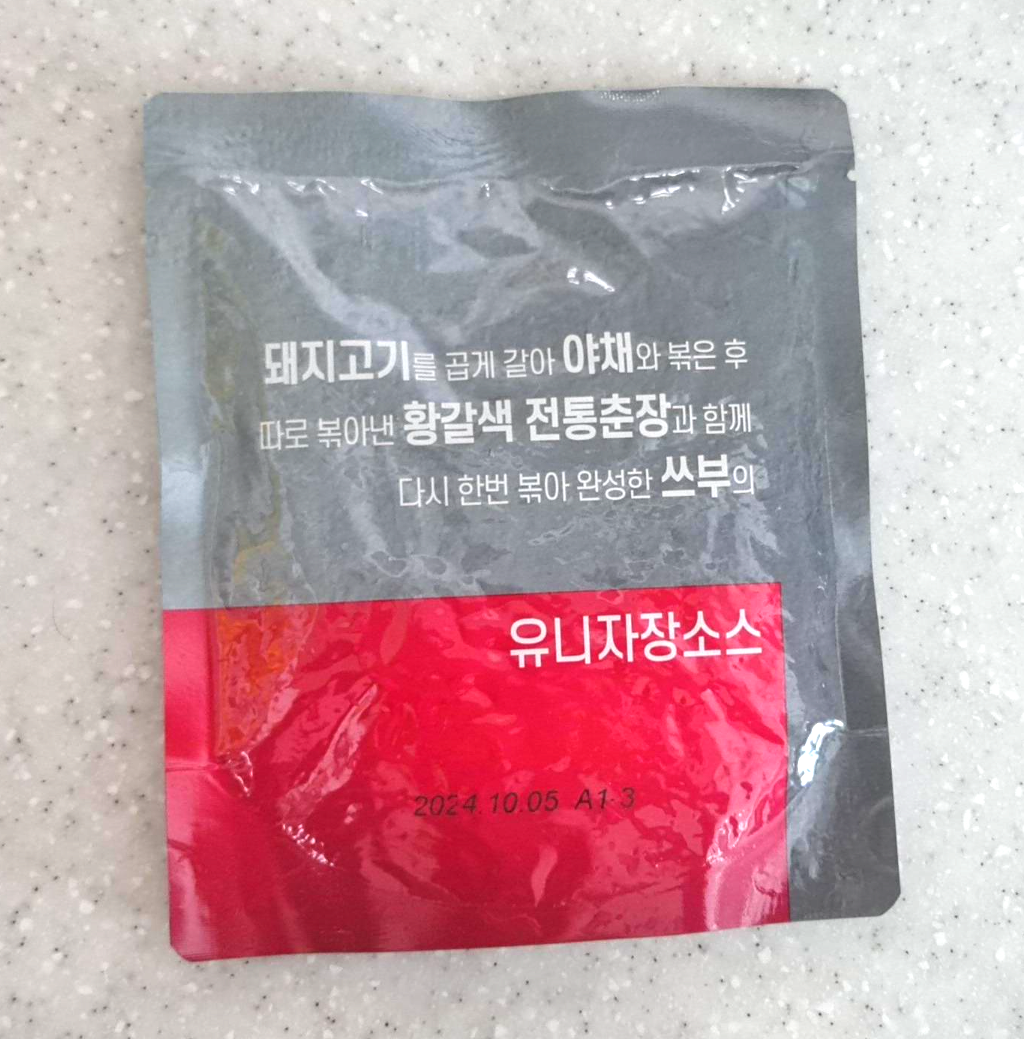 돼지고기를 곱게 갈아 야채와 볶은 후
따로 볶아낸 황갈색 전통춘장과 함께
다시 한번 볶아 완성한 쓰부의
유니자장소스
2024.10.05 A1-3